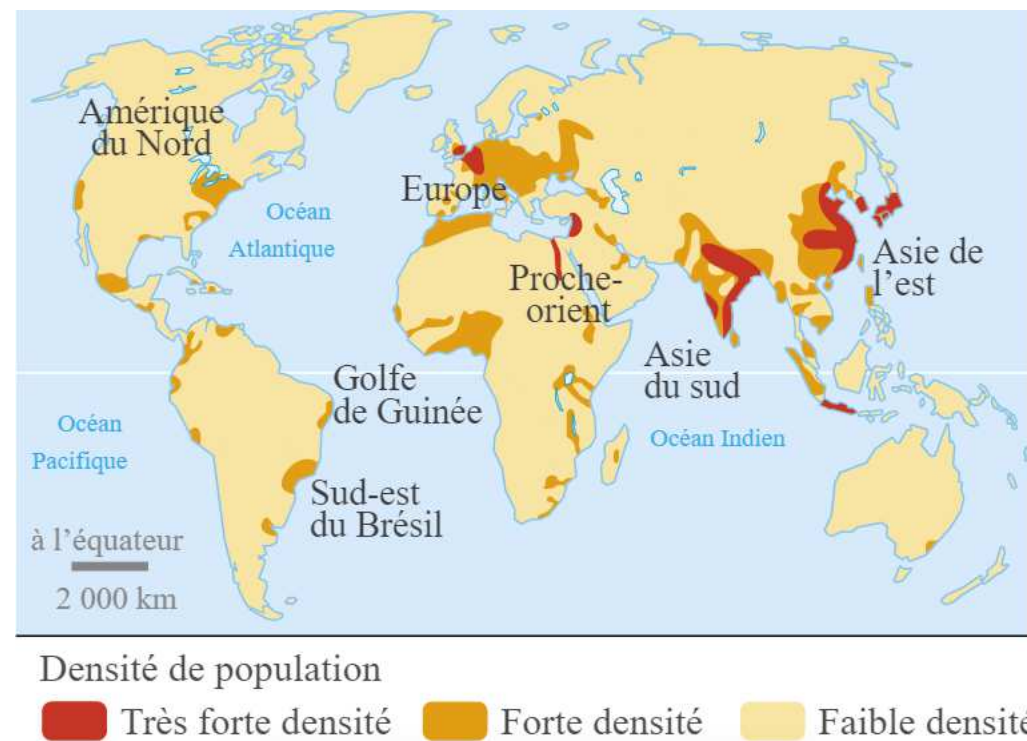 Amérique
du Nord
Europe
Océan
Atlantique
Proche-
orient
Asie de
l’est
Asie
du sud
Golfe
de Guinée
Océan
Pacifique
Océan Indien
Sud-est
du Brésil
à l’équateur
2 000 km
Densité de population
Très forte densité Forte densité Faible densité